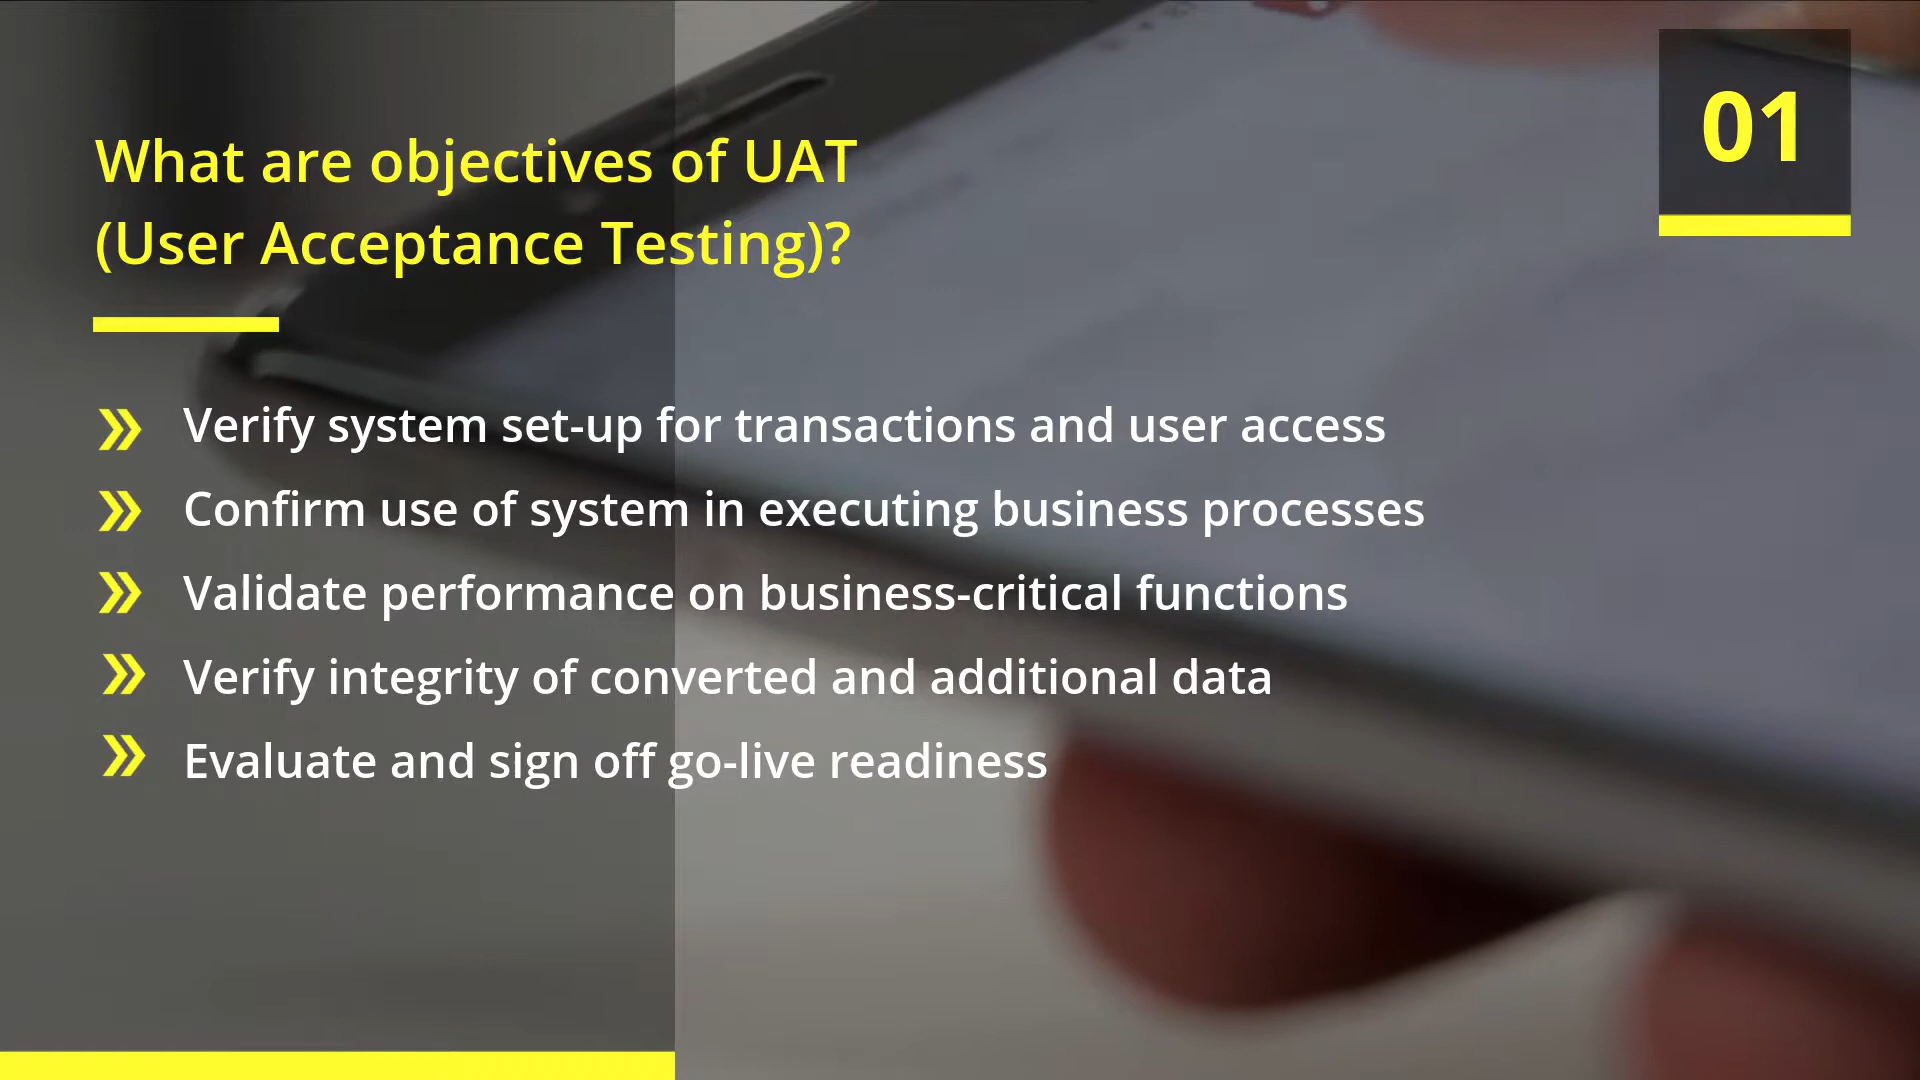 01
What are objectives of UAT
(User Acceptance Testing)?
Verify system set-up for transactions and user access
Confirm use of system in executing business processes
Validate performance on business-critical functions
Verify integrity of converted and additional data
Evaluate and sign off go-live readiness